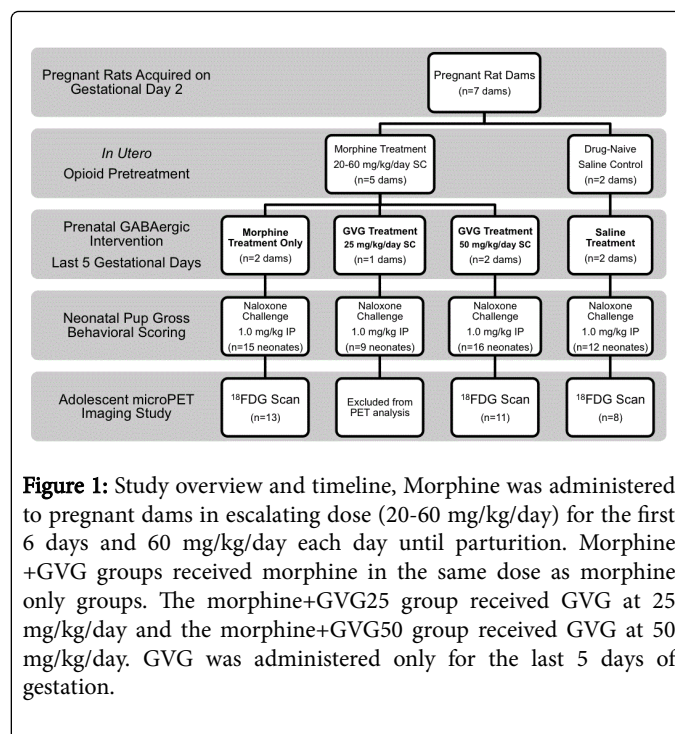 Pregnant Rats Acquired on
Gestational Day 2
Pregnant Rat Dams
(n=7 dams)
In Utero
Opioid Pretreatment
Morphine Treatment
20-60 mg/kg/day SC
(n=5 dams)
Drug-Naive
Saline Control
(n=2 dams)
Prenatal GABAergic
Intervention
Last 5 Gestational Days
Morphine
Treatment Only
(n=2 dams)
GVG Treatment
25 mg/kg/day SC
(n=1 dams)
GVG Treatment
50 mg/kg/day SC
(n=2 dams)
Saline
Treatment
(n=2 dams)
Neonatal Pup Gross
Behavioral Scoring
Naloxone
Challenge
1.0 mg/kg IP
(n=15 neonates)
Naloxone
Challenge
1.0 mg/kg IP
(n=9 neonates)
Naloxone
Challenge
1.0 mg/kg IP
(n=16 neonates)
Naloxone
Challenge
1.0 mg/kg IP
(n=12 neonates)
Adolescent microPET
Imaging Study
¹⁸FDG Scan
(n=13)
Excluded from
PET analysis
¹⁸FDG Scan
(n=11)
¹⁸FDG Scan
(n=8)
Figure 1: Study overview and timeline, Morphine was administered
to pregnant dams in escalating dose (20-60 mg/kg/day) for the first
6 days and 60 mg/kg/day each day until parturition. Morphine
+GVG groups received morphine in the same dose as morphine
only groups. The morphine+GVG25 group received GVG at 25
mg/kg/day and the morphine+GVG50 group received GVG at 50
mg/kg/day. GVG was administered only for the last 5 days of
gestation.